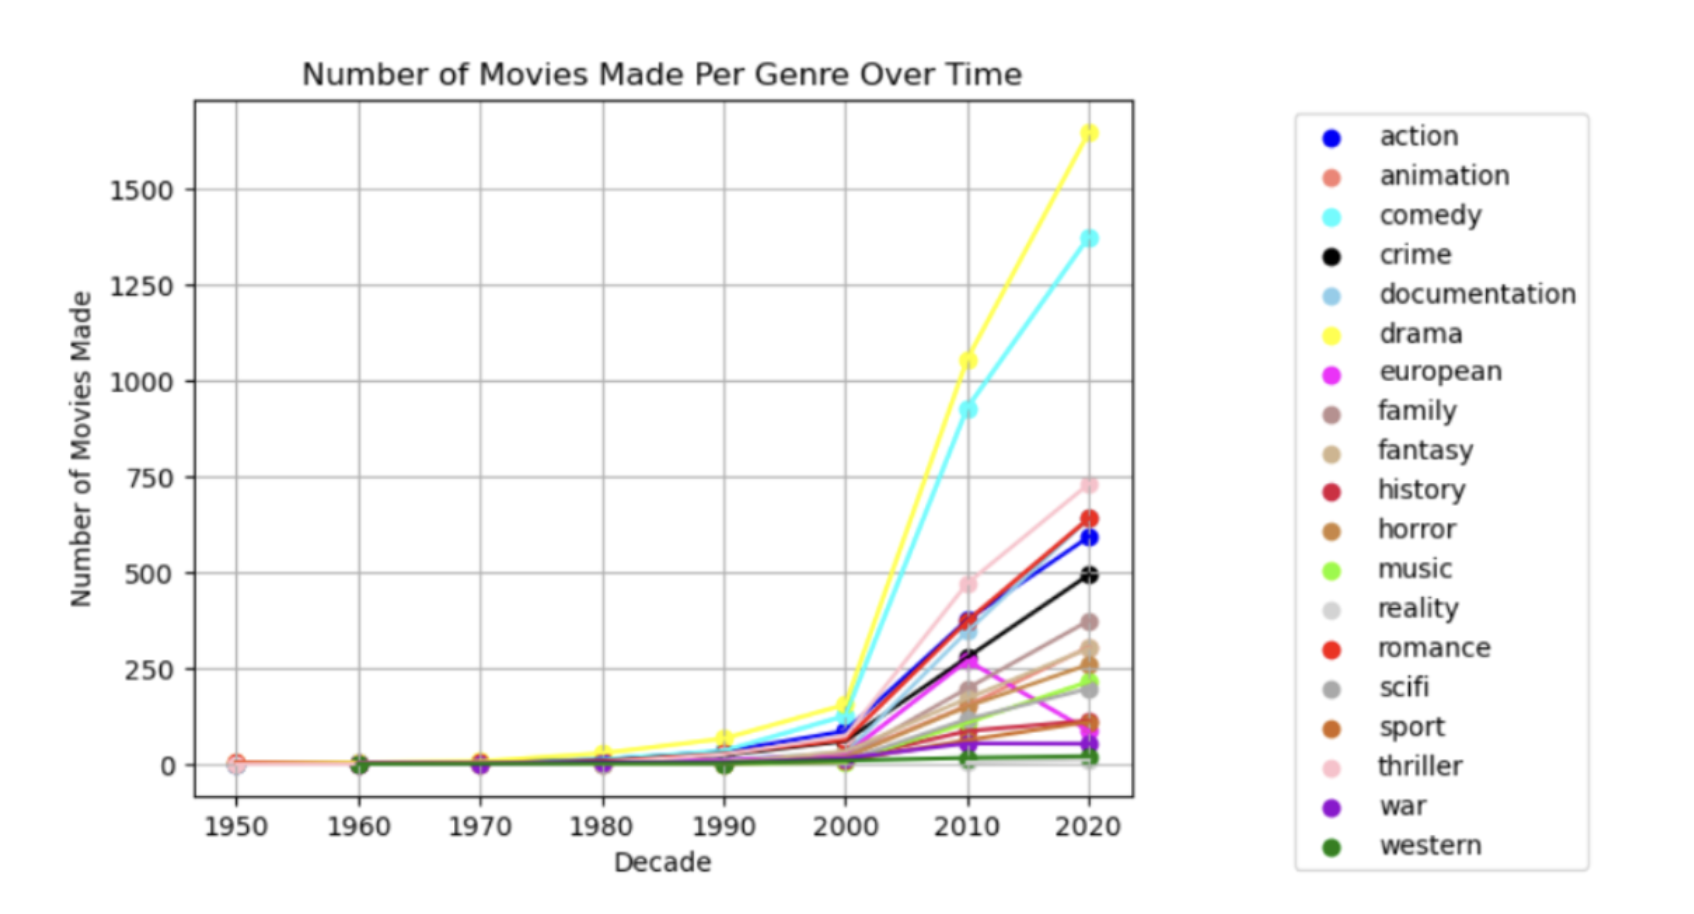 Number of Movies Made Per Genre Over Time
Number of Movies Made
1500
1250
1000
750
500
250
0
1950 1960 1970 1980 1990 2000 2010 2020
Decade
action
animation
comedy
crime
documentation
drama
european
family
fantasy
history
horror
music
reality
romance
scifi
sport
thriller
war
western